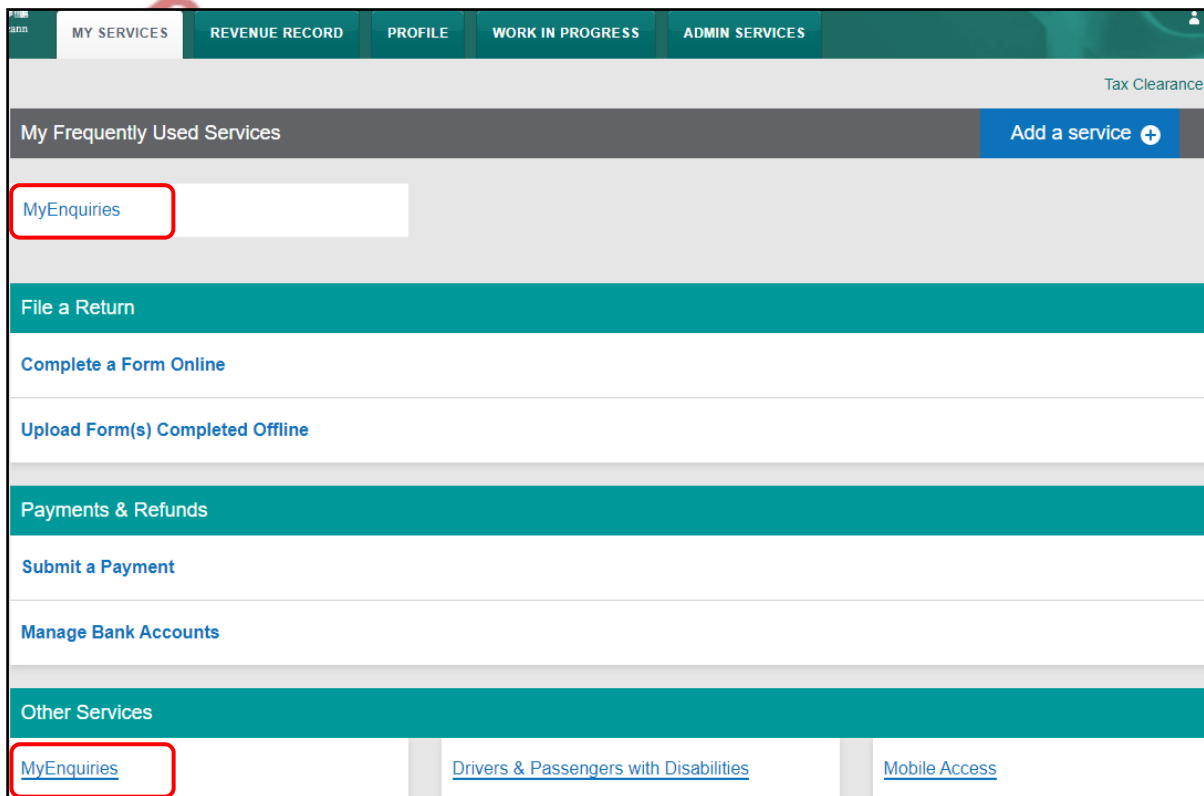 MY SERVICES REVENUE RECORD PROFILE WORK IN PROGRESS ADMIN SERVICES
Tax Clearance
My Frequently Used Services Add a service
MyEnquiries
File a Return
Complete a Form Online
Upload Form(s) Completed Offline
Payments & Refunds
Submit a Payment
Manage Bank Accounts
Other Services
MyEnquiries Drivers & Passengers with Disabilities Mobile Access